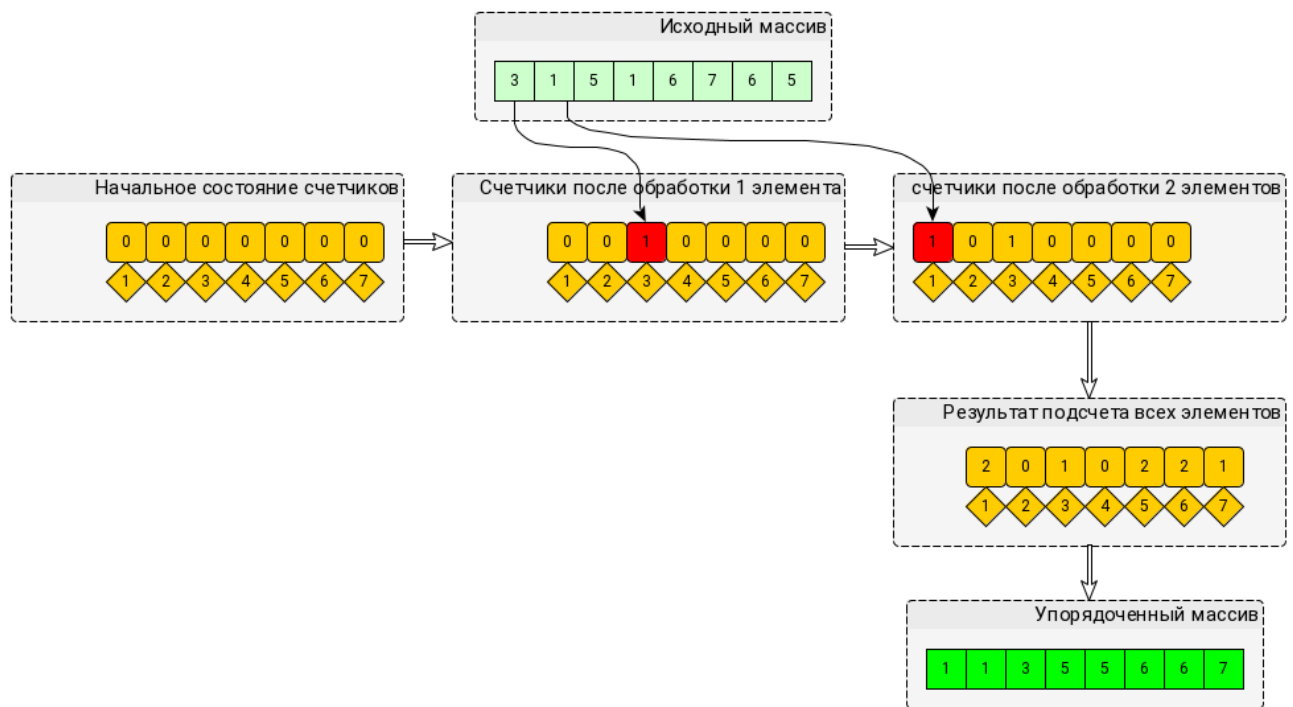 Исходный массив
3 1 5 1 6 7 6 5
Начальное состояние счетчиков
0 0 0 0 0 0 0
1 2 3 4 5 6 7
Счетчики после обработки 1 элемента
0 0 1 0 0 0 0
1 2 3 4 5 6 7
счетчики после обработки 2 элементов
1 0 1 0 0 0 0
1 2 3 4 5 6 7
Результат подсчета всех элементов
2 0 1 0 2 2 1
1 2 3 4 5 6 7
Упорядоченный массив
1 1 3 5 5 6 6 7